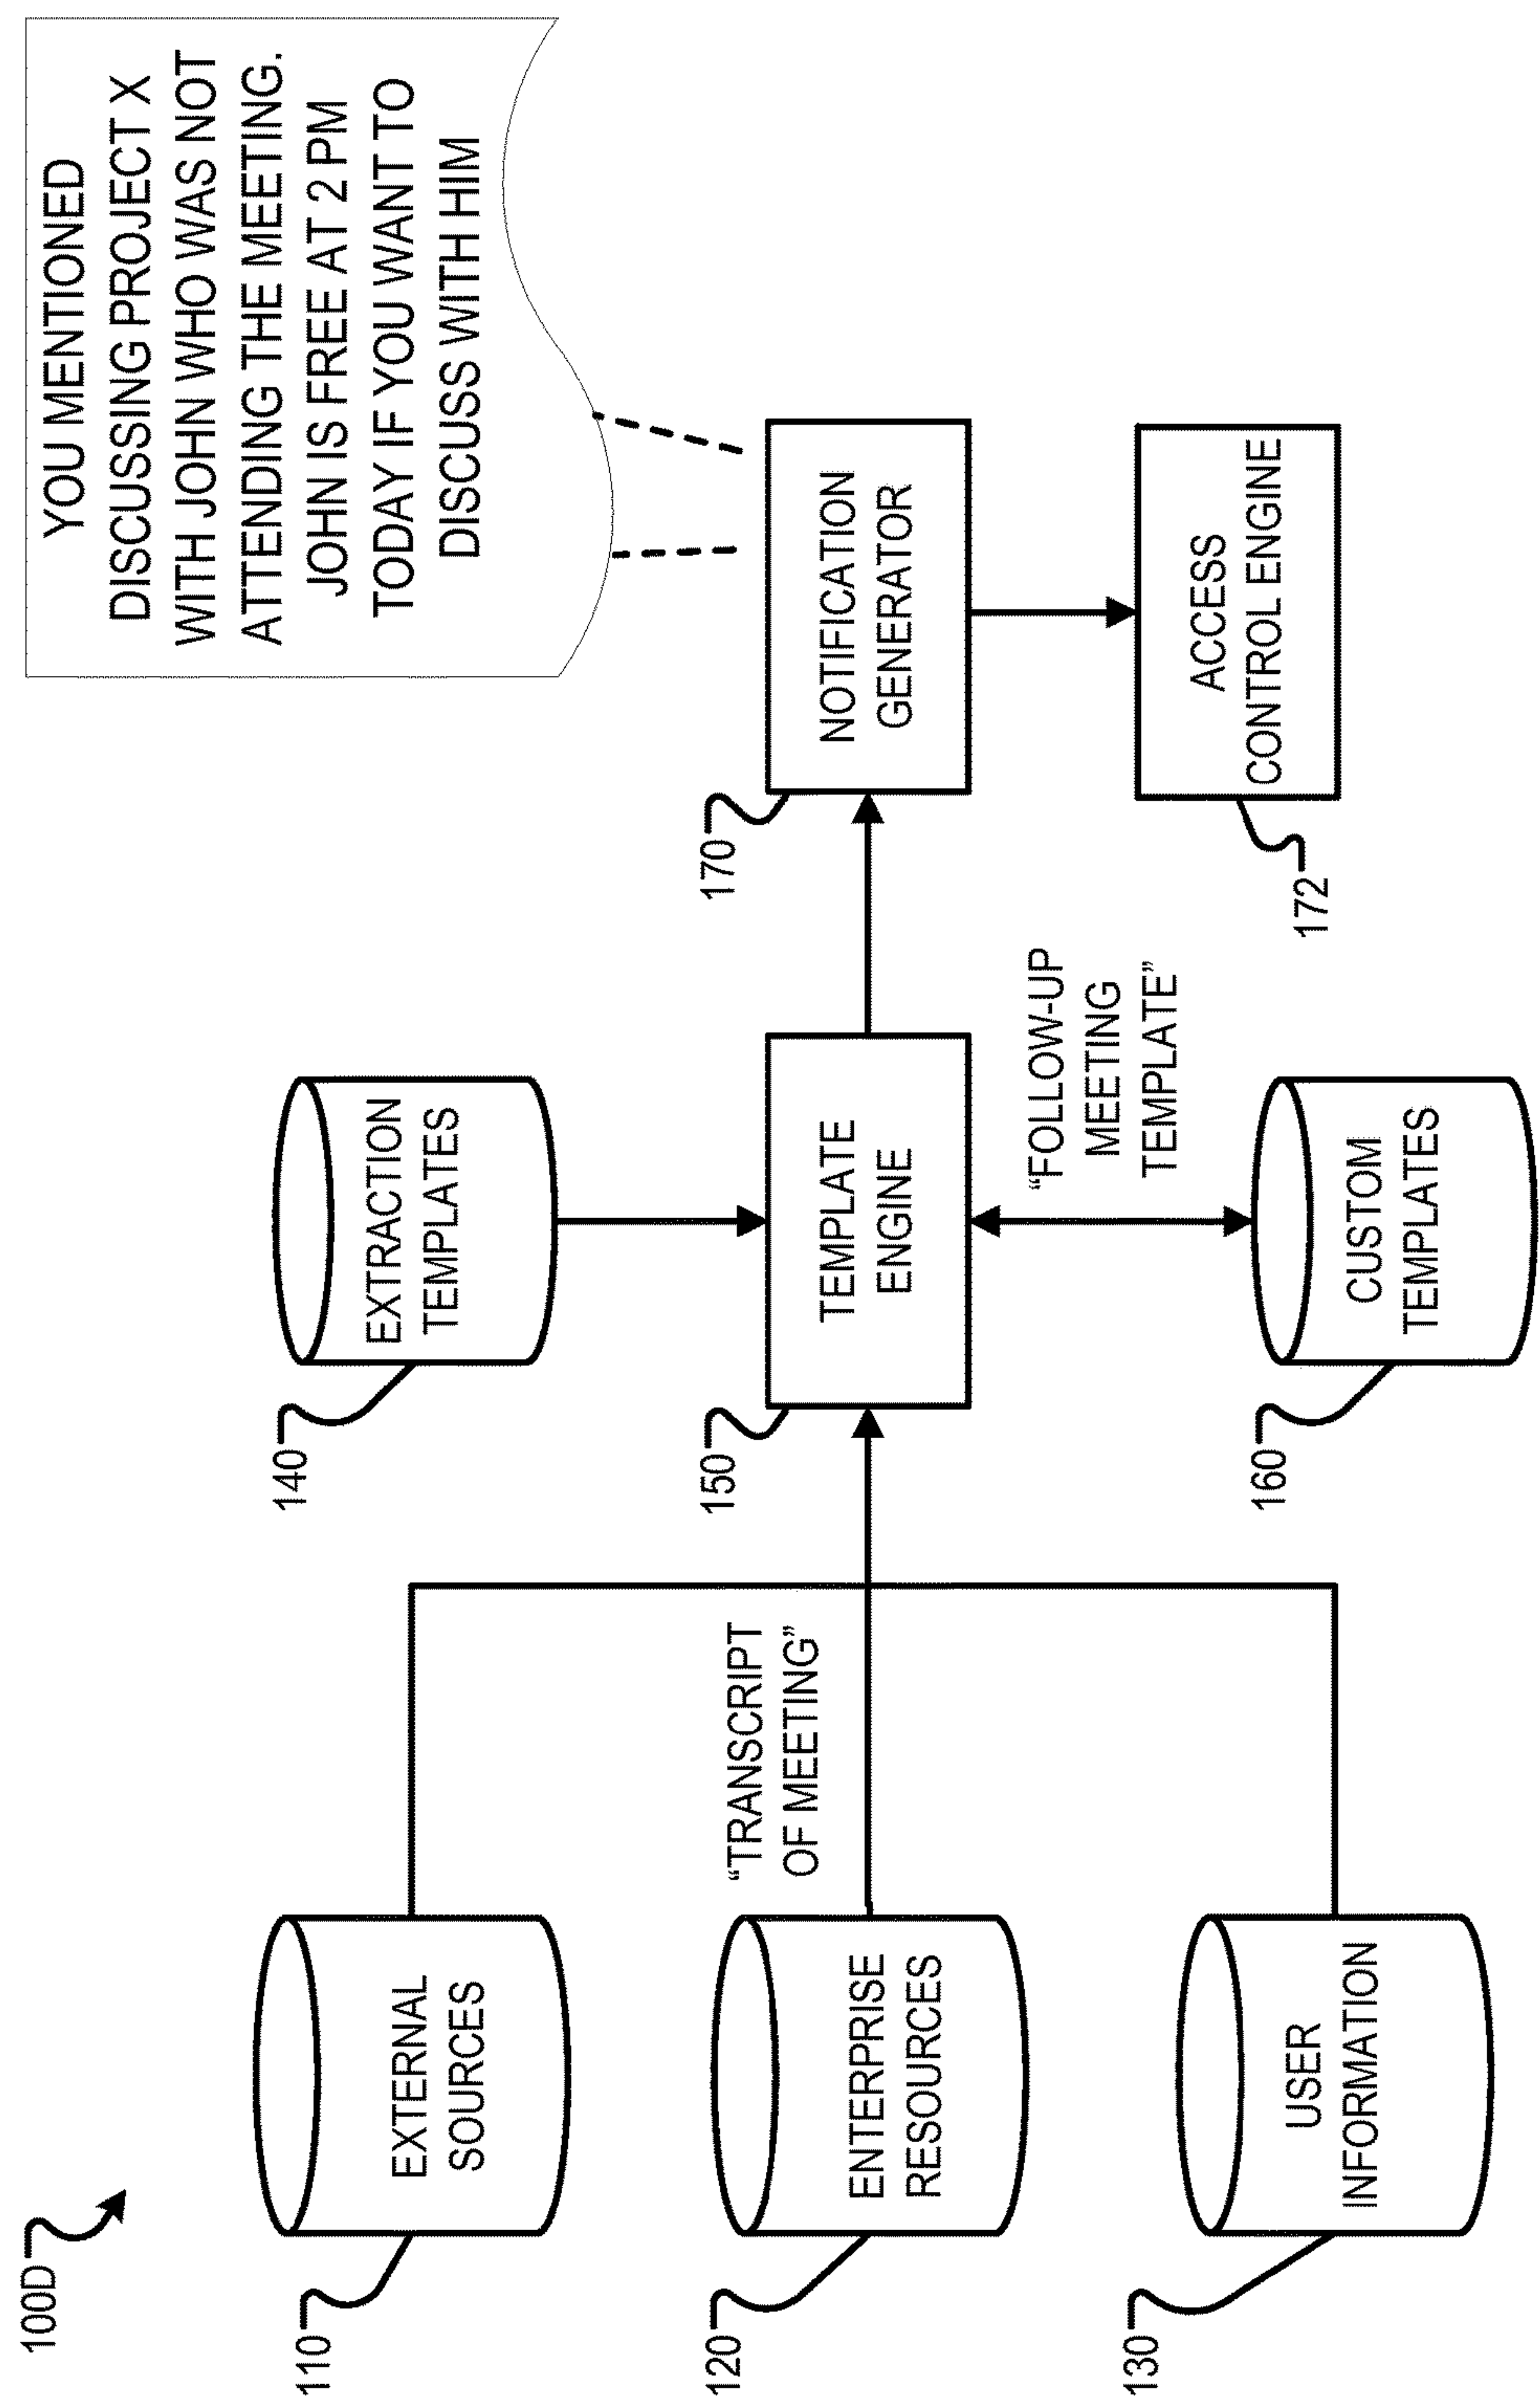 100D
110
EXTERNAL
SOURCES
120
ENTERPRISE
RESOURCES
130
USER
INFORMATION
“TRANSCRIPT
OF MEETING”
140
EXTRACTION
TEMPLATES
150
TEMPLATE
ENGINE
“FOLLOW-UP
MEETING
TEMPLATE”
160
CUSTOM
TEMPLATES
170
NOTIFICATION
GENERATOR
172
ACCESS
CONTROL ENGINE
YOU MENTIONED
DISCUSSING PROJECT X
WITH JOHN WHO WAS NOT
ATTENDING THE MEETING.
JOHN IS FREE AT 2 PM
TODAY IF YOU WANT TO
DISCUSS WITH HIM